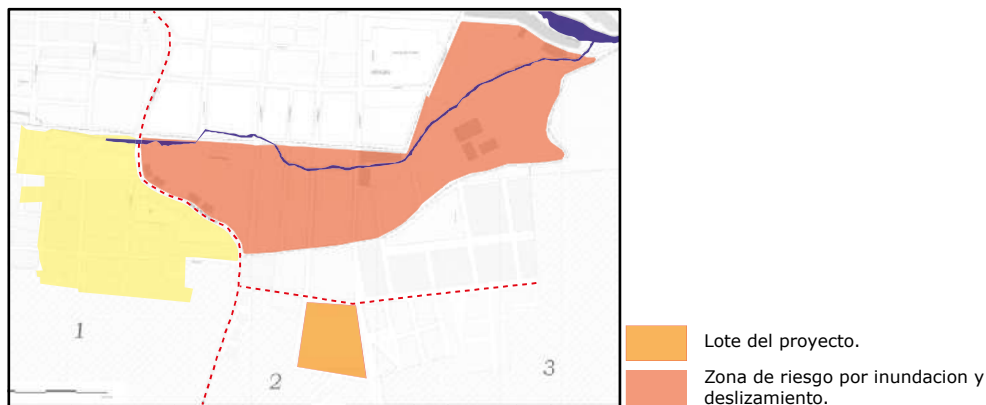 1
2
3
Lote del proyecto.
Zona de riesgo por inundacion y
deslizamiento.